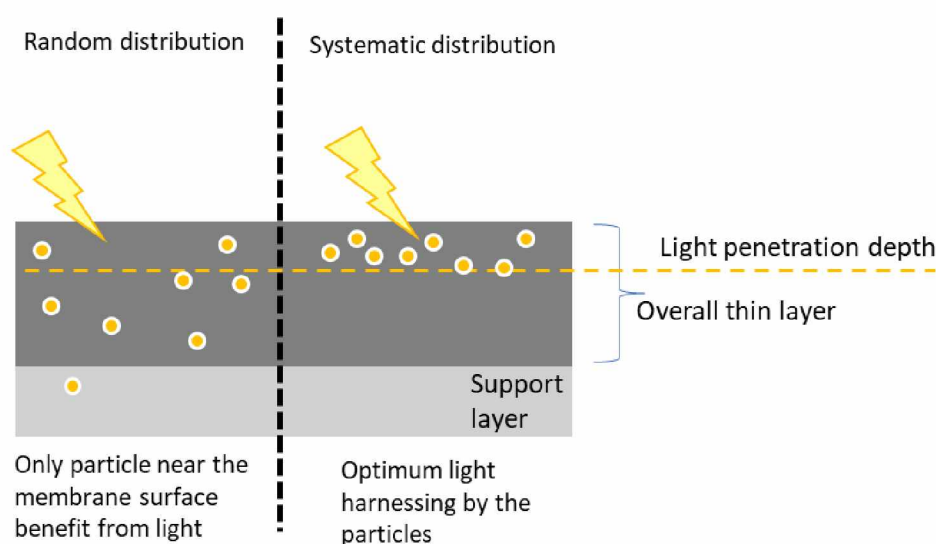 Random distribution
Systematic distribution
Light penetration depth
Overall thin layer
Support
layer
Only particle near the
membrane surface
benefit from light
Optimum light
harnessing by the
particles